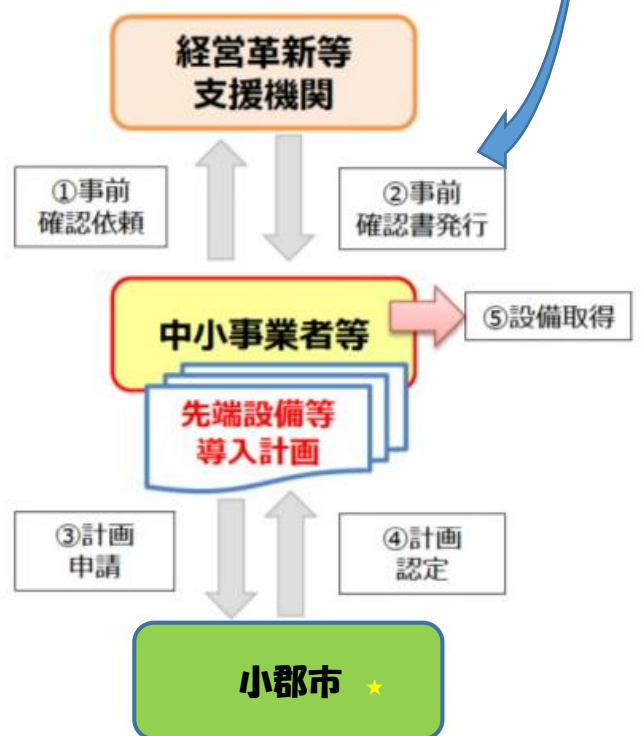 経営革新等
支援機関
①事前
確認依頼
②事前
確認書発行
中小事業者等
⑤設備取得
先端設備等
導入計画
③計画
申請
④計画
認定
小郡市 ★